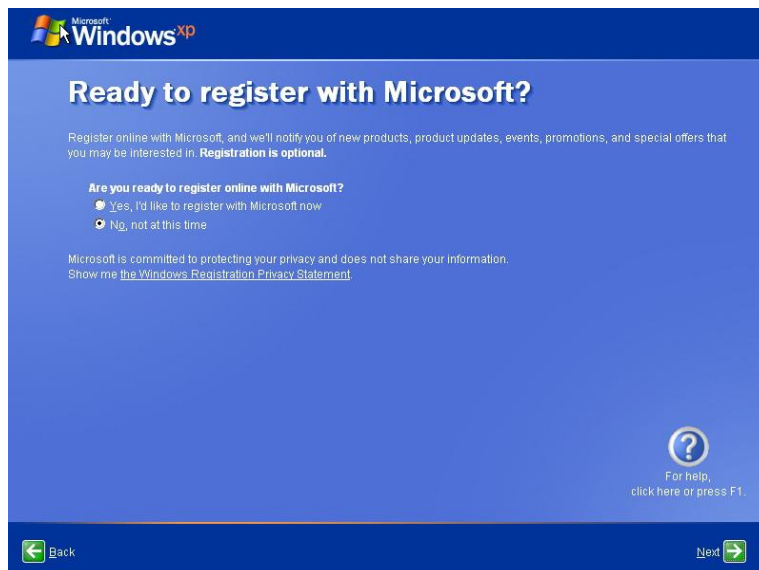 Microsoft®
Windows xp
Ready to register with Microsoft?
Register online with Microsoft, and we'll notify you of new products, product updates, events, promotions, and special offers that
you may be interested in. Registration is optional.
Are you ready to register online with Microsoft?
Yes, I'd like to register with Microsoft now
No, not at this time
Microsoft is committed to protecting your privacy and does not share your information.
Show me the Windows Registration Privacy Statement.
For help,
click here or press F1.
Back
Next